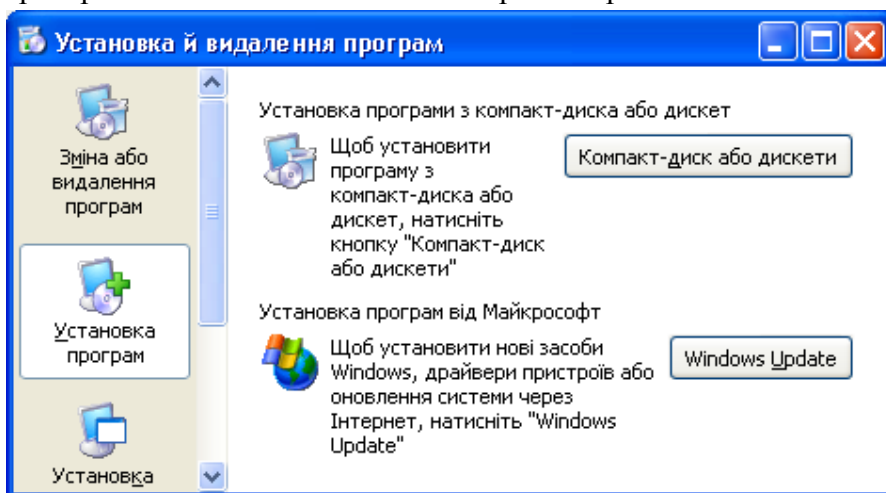 Установка й видалення програм
Зміна або
видалення
програм
Установка
програм
Установка
Установка програми з компакт-диска або дискет
Щоб установити
програму з
компакт-диска або
дискет, натисніть
кнопку "Компакт-диск
або дискети"
Компакт-диск або дискети
Установка програм від Майкрософт
Щоб установити нові засоби
Windows, драйвери пристроїв або
оновлення системи через
Інтернет, натисніть "Windows
Update"
Windows Update